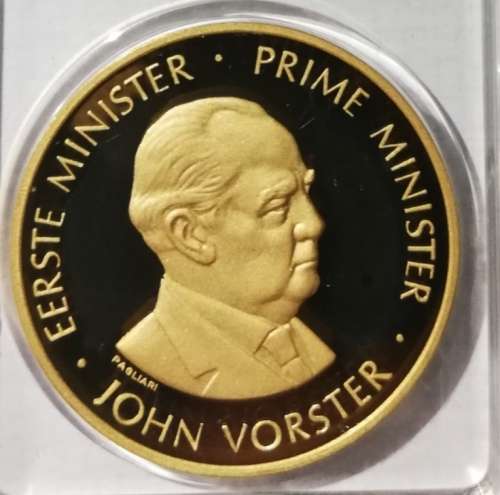 · EERSTE MINISTER · PRIME MINISTER ·
JOHN VORSTER
PAGLIARI